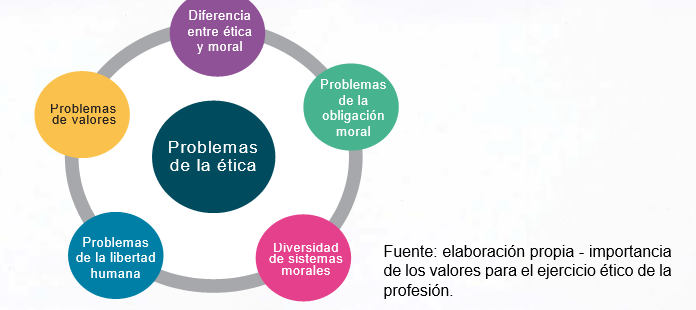 Diferencia
entre ética
y moral
Problemas
de la
obligación
moral
Problemas
de valores
Problemas
de la ética
Problemas
de la libertad
humana
Diversidad
de sistemas
morales
Fuente: elaboración propia - importancia
de los valores para el ejercicio ético de la
profesión.